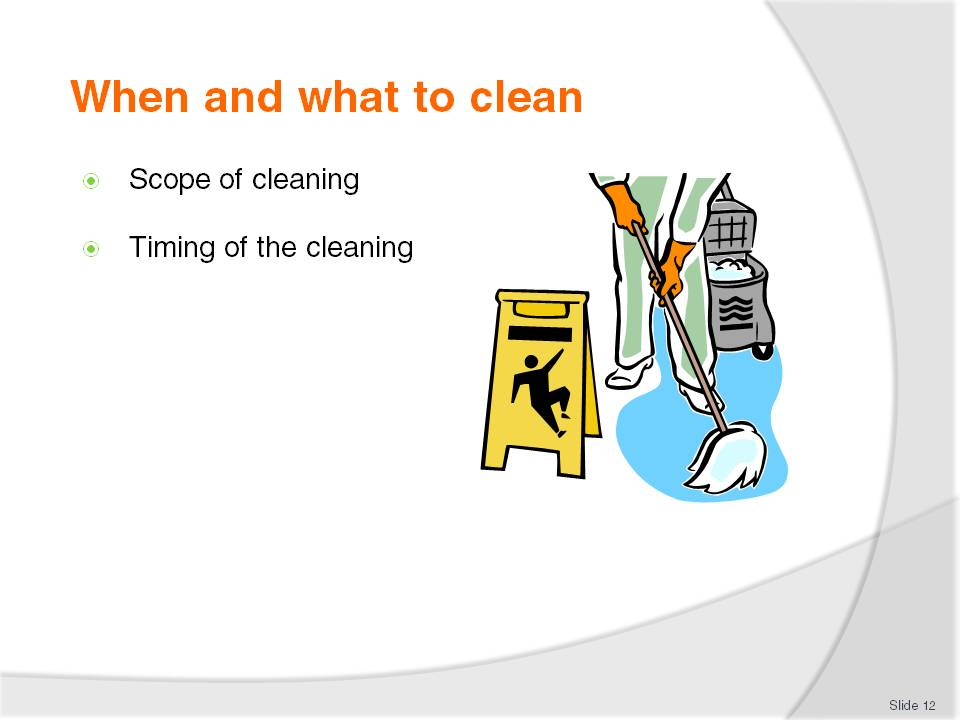 When and what to clean
Scope of cleaning
Timing of the cleaning
Slide 12